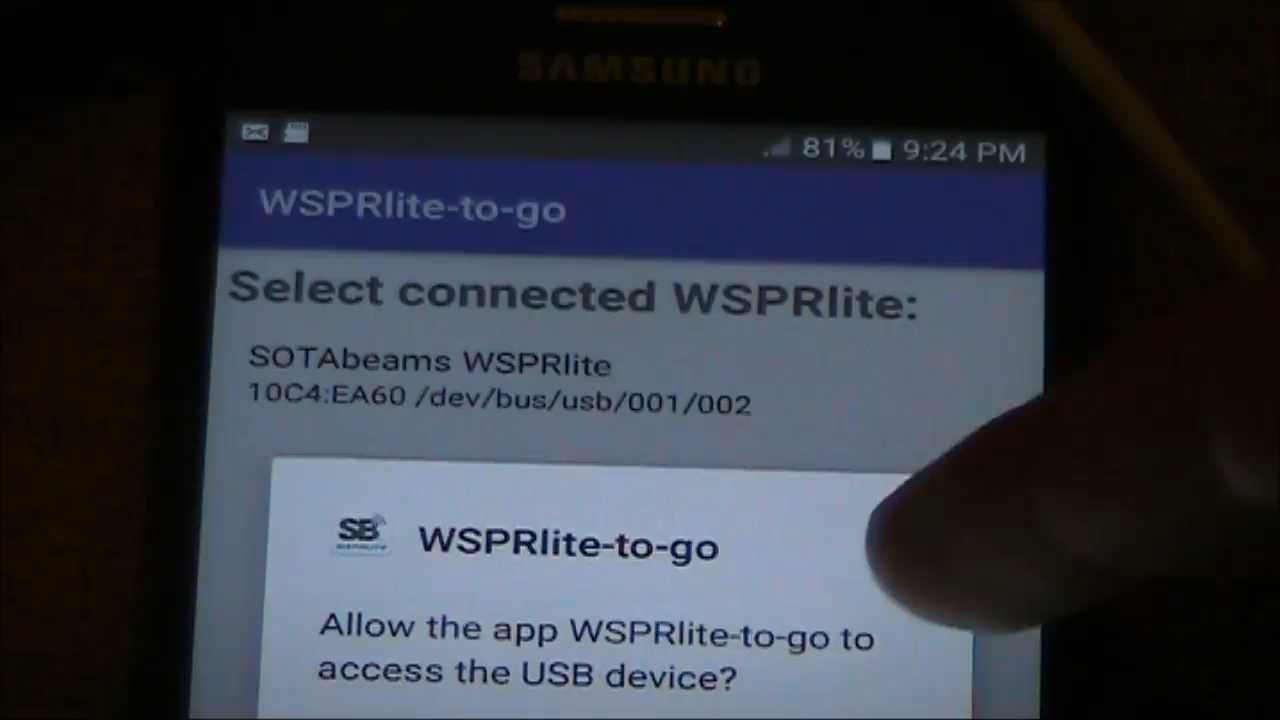 SAMSUNG
81% 9:24 PM
WSPRlite-to-go
Select connected WSPRlite:
SOTAbeams WSPRlite
10C4:EA60 /dev/bus/usb/001/002
SB
WSPRlite-to-go
Allow the app WSPRlite-to-go to
access the USB device?